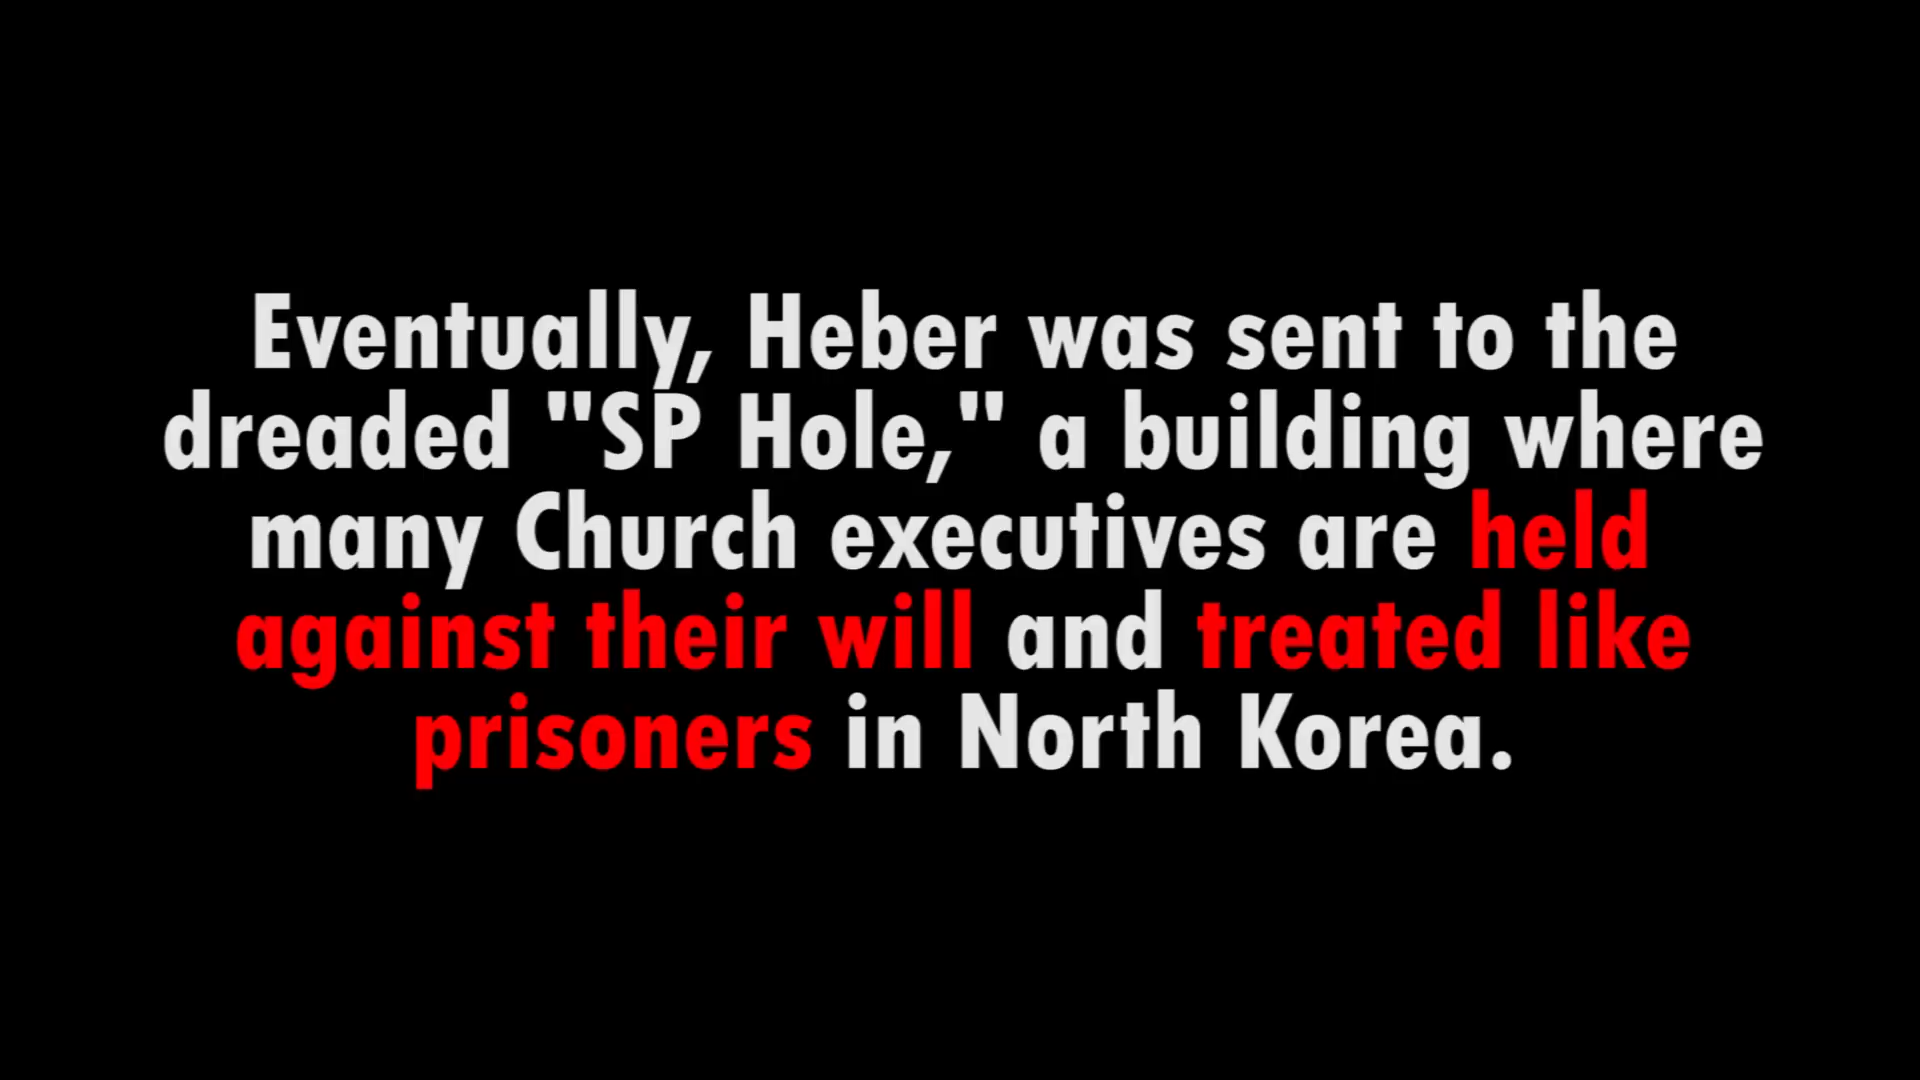 Eventually, Heber was sent to the
dreaded "SP Hole," a building where
many Church executives are held
against their will and treated like
prisoners in North Korea.